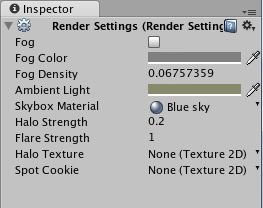 Inspector
Render Settings (Render Setting
Fog
Fog Color
Fog Density 0.06757359
Ambient Light
Skybox Material Blue sky
Halo Strength 0.2
Flare Strength 1
Halo Texture None (Texture 2D)
Spot Cookie None (Texture 2D)